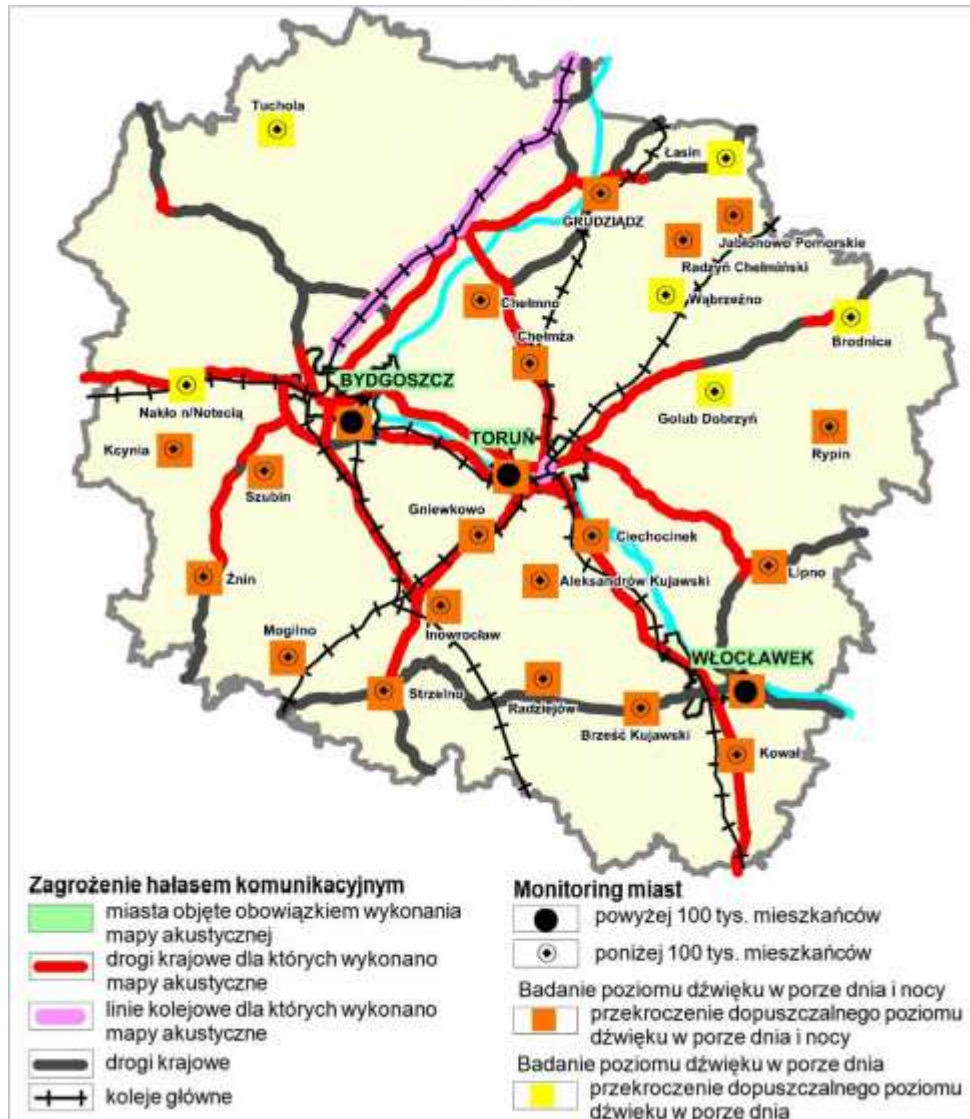 Tuchola
Łasin
GRUDZIĄDZ
Jabłonowo Pomorskie
Radzyń Chełmiński
Chełmno
Wąbrzeźno
Chełmża
Brodnica
BYDGOSZCZ
Nakło n/Notecią
Golub Dobrzyń
TORUŃ
Kcynia
Rypin
Szubin
Gniewkowo
Ciechocinek
Żnin
Aleksandrów Kujawski
Lipno
Mogilno
Inowrocław
WŁOCŁAWEK
Strzelno
Radziejów
Brześć Kujawski
Kowal
Zagrożenie hałasem komunikacyjnym
miasta objęte obowiązkiem wykonania
mapy akustycznej
drogi krajowe dla których wykonano
mapy akustyczne
linie kolejowe dla których wykonano
mapy akustyczne
drogi krajowe
koleje główne
Monitoring miast
powyżej 100 tys. mieszkańców
poniżej 100 tys. mieszkańców
Badanie poziomu dźwięku w porze dnia i nocy
przekroczenie dopuszczalnego poziomu
dźwięku w porze dnia i nocy
Badanie poziomu dźwięku w porze dnia
przekroczenie dopuszczalnego poziomu
dźwięku w porze dnia